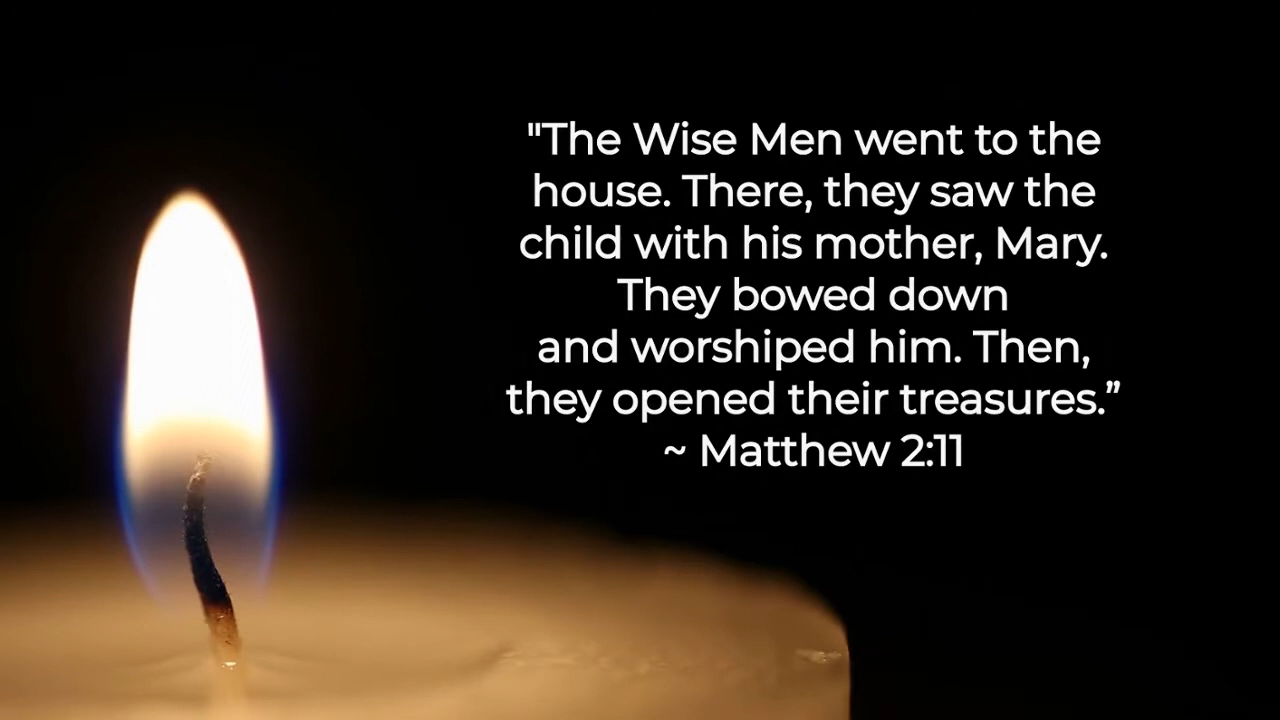 "The Wise Men went to the
house. There, they saw the
child with his mother, Mary.
They bowed down
and worshiped him. Then,
they opened their treasures.”
~ Matthew 2:11